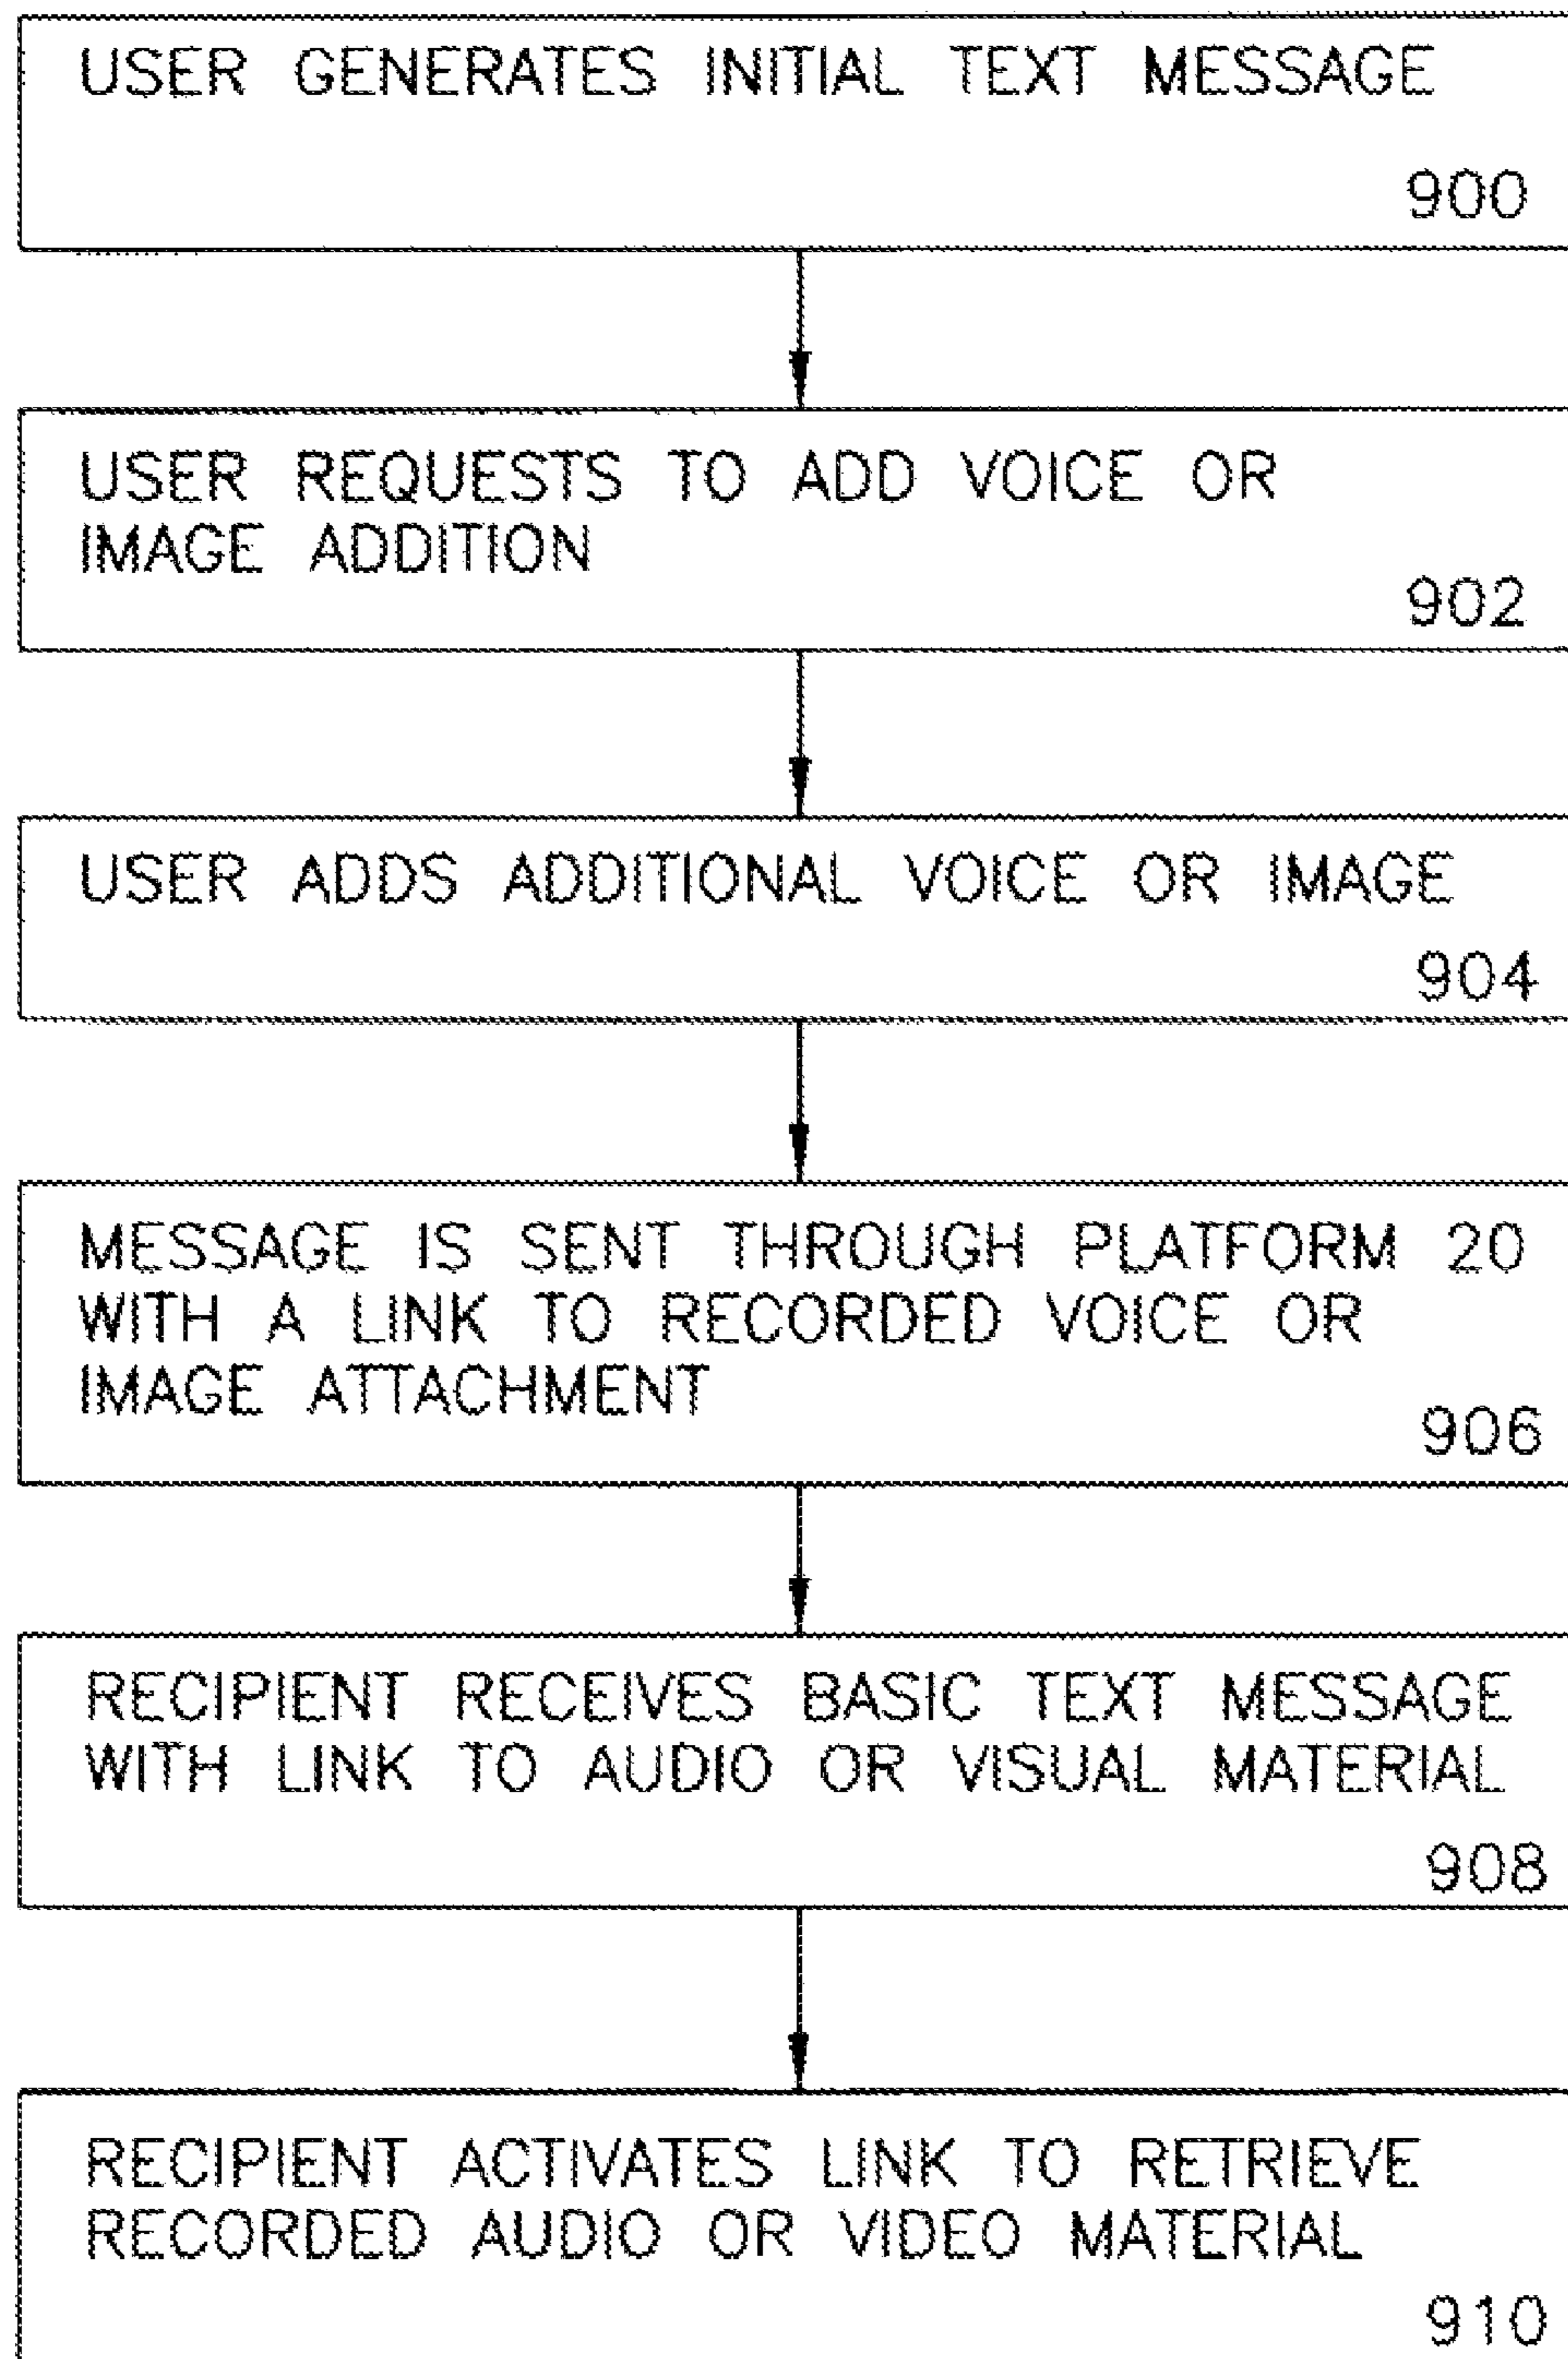 USER GENERATES INITIAL TEXT MESSAGE
900
USER REQUESTS TO ADD VOICE OR
IMAGE ADDITION
902
USER ADDS ADDITIONAL VOICE OR IMAGE
904
MESSAGE IS SENT THROUGH PLATFORM 20
WITH A LINK TO RECORDED VOICE OR
IMAGE ATTACHMENT
906
RECIPIENT RECEIVES BASIC TEXT MESSAGE
WITH LINK TO AUDIO OR VISUAL MATERIAL
908
RECIPIENT ACTIVATES LINK TO RETRIEVE
RECORDED AUDIO OR VIDEO MATERIAL
910